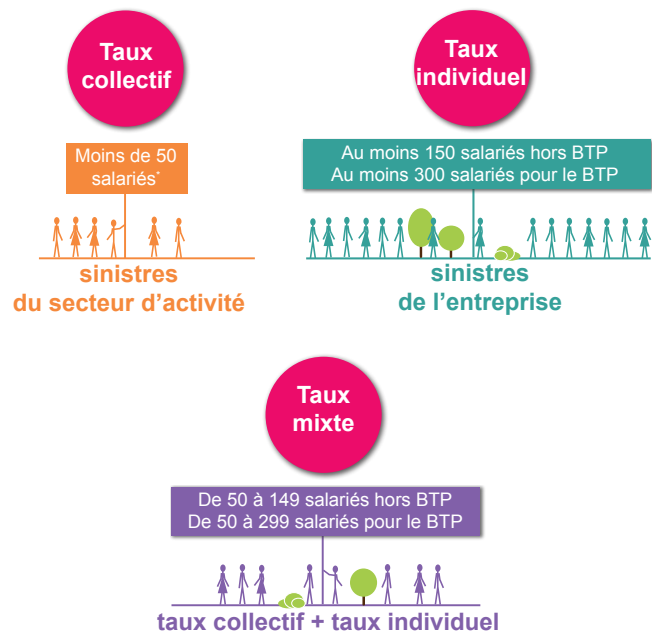 Taux
collectif
Moins de 50
salariés*
sinistres
du secteur d’activité
Taux
individuel
Au moins 150 salariés hors BTP
Au moins 300 salariés pour le BTP
sinistres
de l’entreprise
Taux
mixte
De 50 à 149 salariés hors BTP
De 50 à 299 salariés pour le BTP
taux collectif + taux individuel